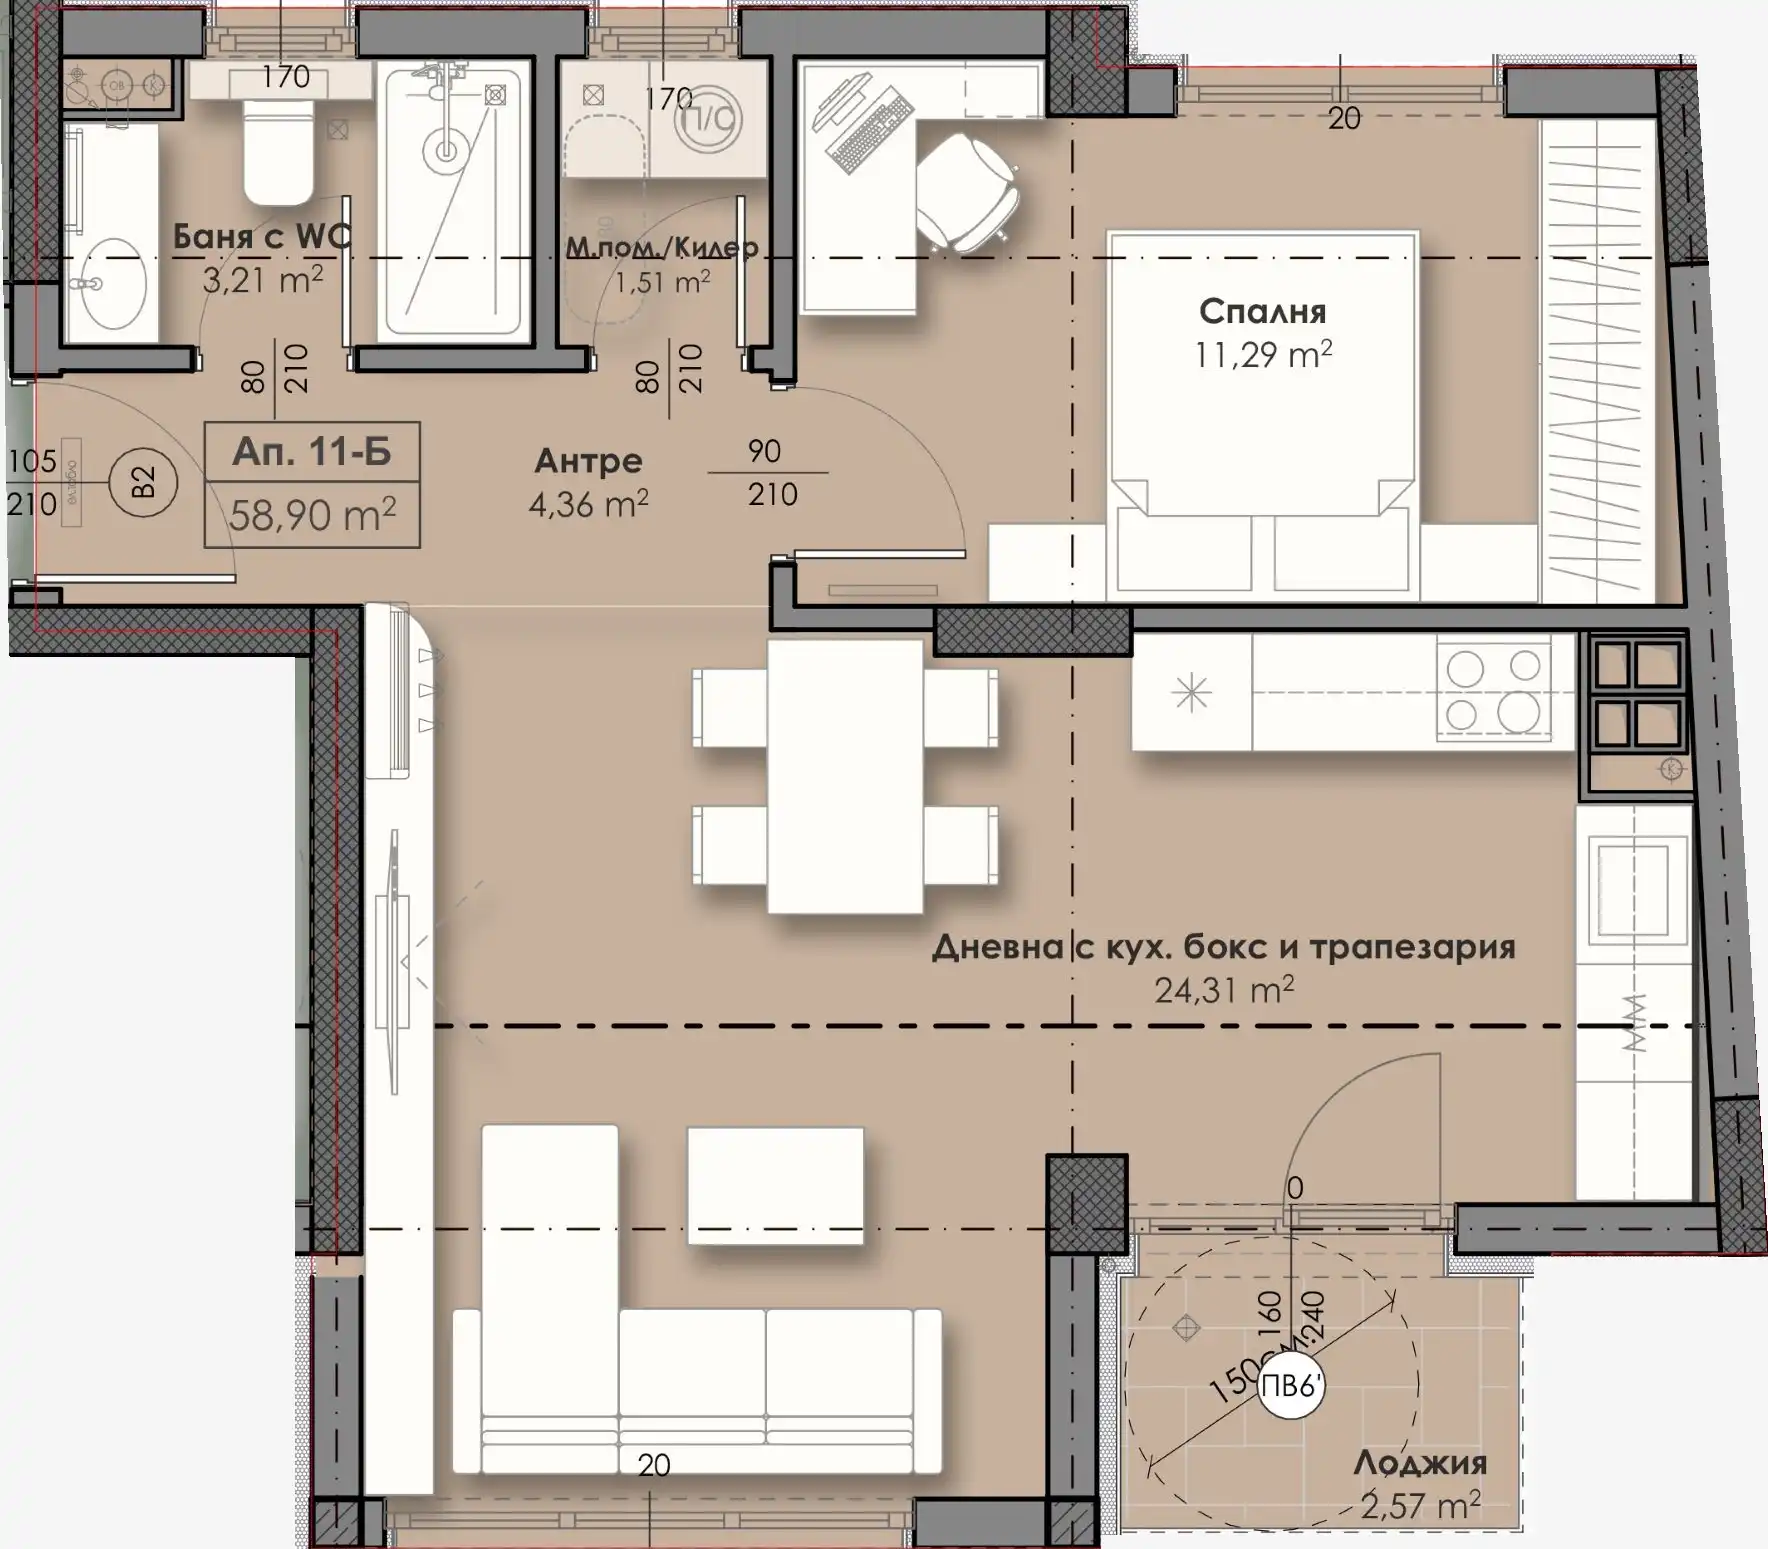 170
170
П/С
20
ОВ
К
Баня с WC
3,21 m²
М.пом./Килер
1,51 m²
Спалня
11,29 m²
80
210
80
210
105
210
В2
Ап. 11-Б
58,90 m²
Антре
4,36 m²
90
210
К
Дневна с кух. бокс и трапезария
24,31 m²
0
160
240
150
ПВ6'
20
Лоджия
2,57 m²